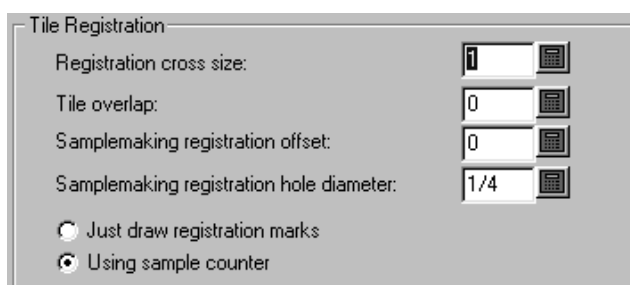 Tile Registration
Registration cross size: 1
Tile overlap: 0
Samplemaking registration offset: 0
Samplemaking registration hole diameter: 1/4
Just draw registration marks
Using sample counter